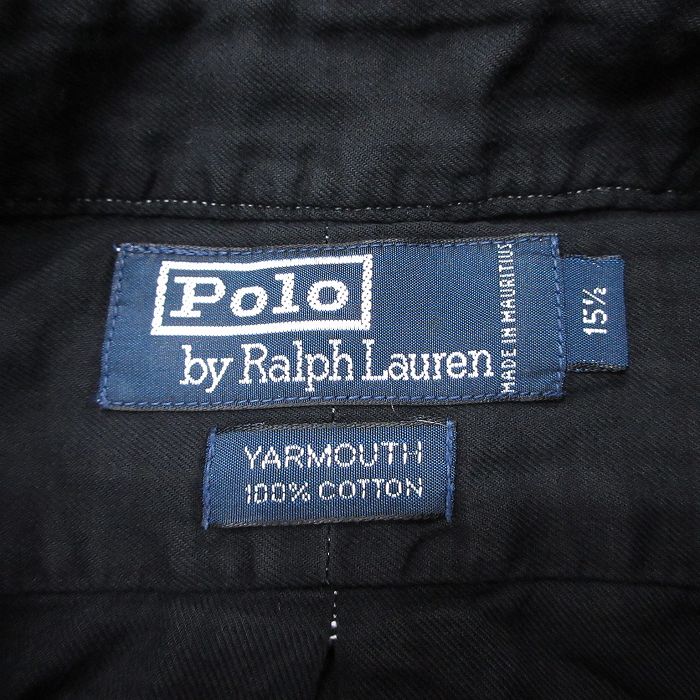 Polo
by Ralph Lauren
MADE IN MAURITIUS
15½
YARMOUTH
100% COTTON